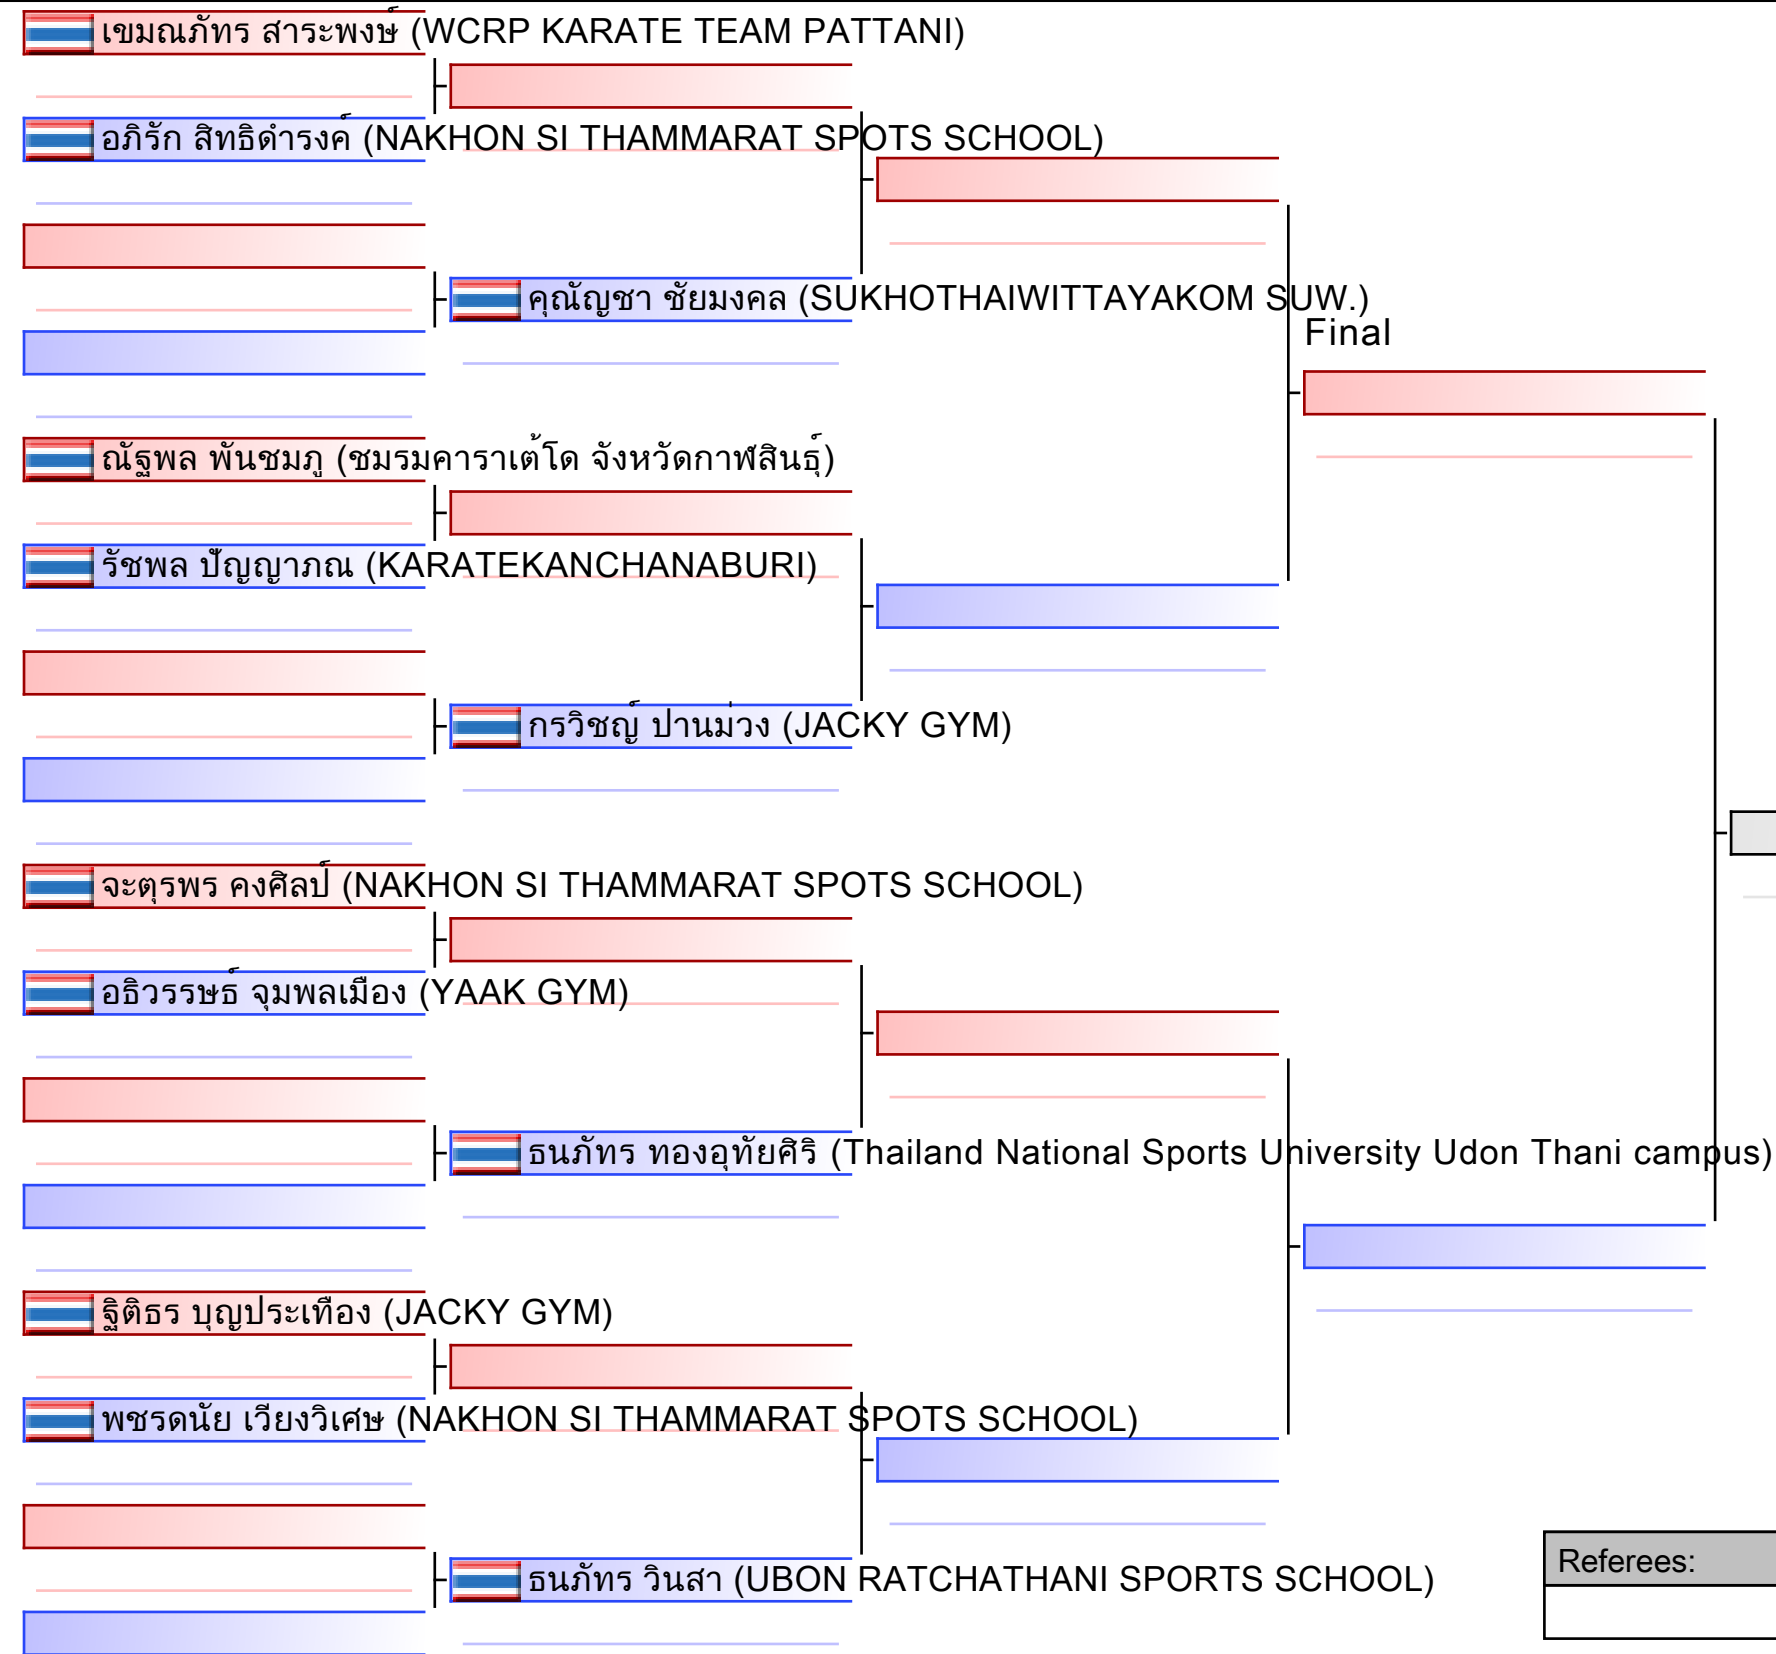 เขมณภัทร สาระพงษ์ (WCRP KARATE TEAM PATTANI)
อภิรัก สิทธิดำรงค์ (NAKHON SI THAMMARAT SPOTS SCHOOL)
คุณัญชา ชัยมงคล (SUKHOTHAIWITTAYAKOM SUW.)
Final
ณัฐพล พันชมภู (ชมรมคาราเต้โด จังหวัดกาฬสินธุ์)
รัชพล ปัญญาภณ (KARATEKANCHANABURI)
กรวิชญ์ ปานม่วง (JACKY GYM)
จะตุรพร คงศิลป์ (NAKHON SI THAMMARAT SPOTS SCHOOL)
อธิวรรษธ์ จุมพลเมือง (YAAK GYM)
ธนภัทร ทองอุทัยศิริ (Thailand National Sports University Udon Thani campus)
ฐิติธร บุญประเทือง (JACKY GYM)
พชรดนัย เวียงวิเศษ (NAKHON SI THAMMARAT SPOTS SCHOOL)
ธนภัทร วินสา (UBON RATCHATHANI SPORTS SCHOOL)
Referees: